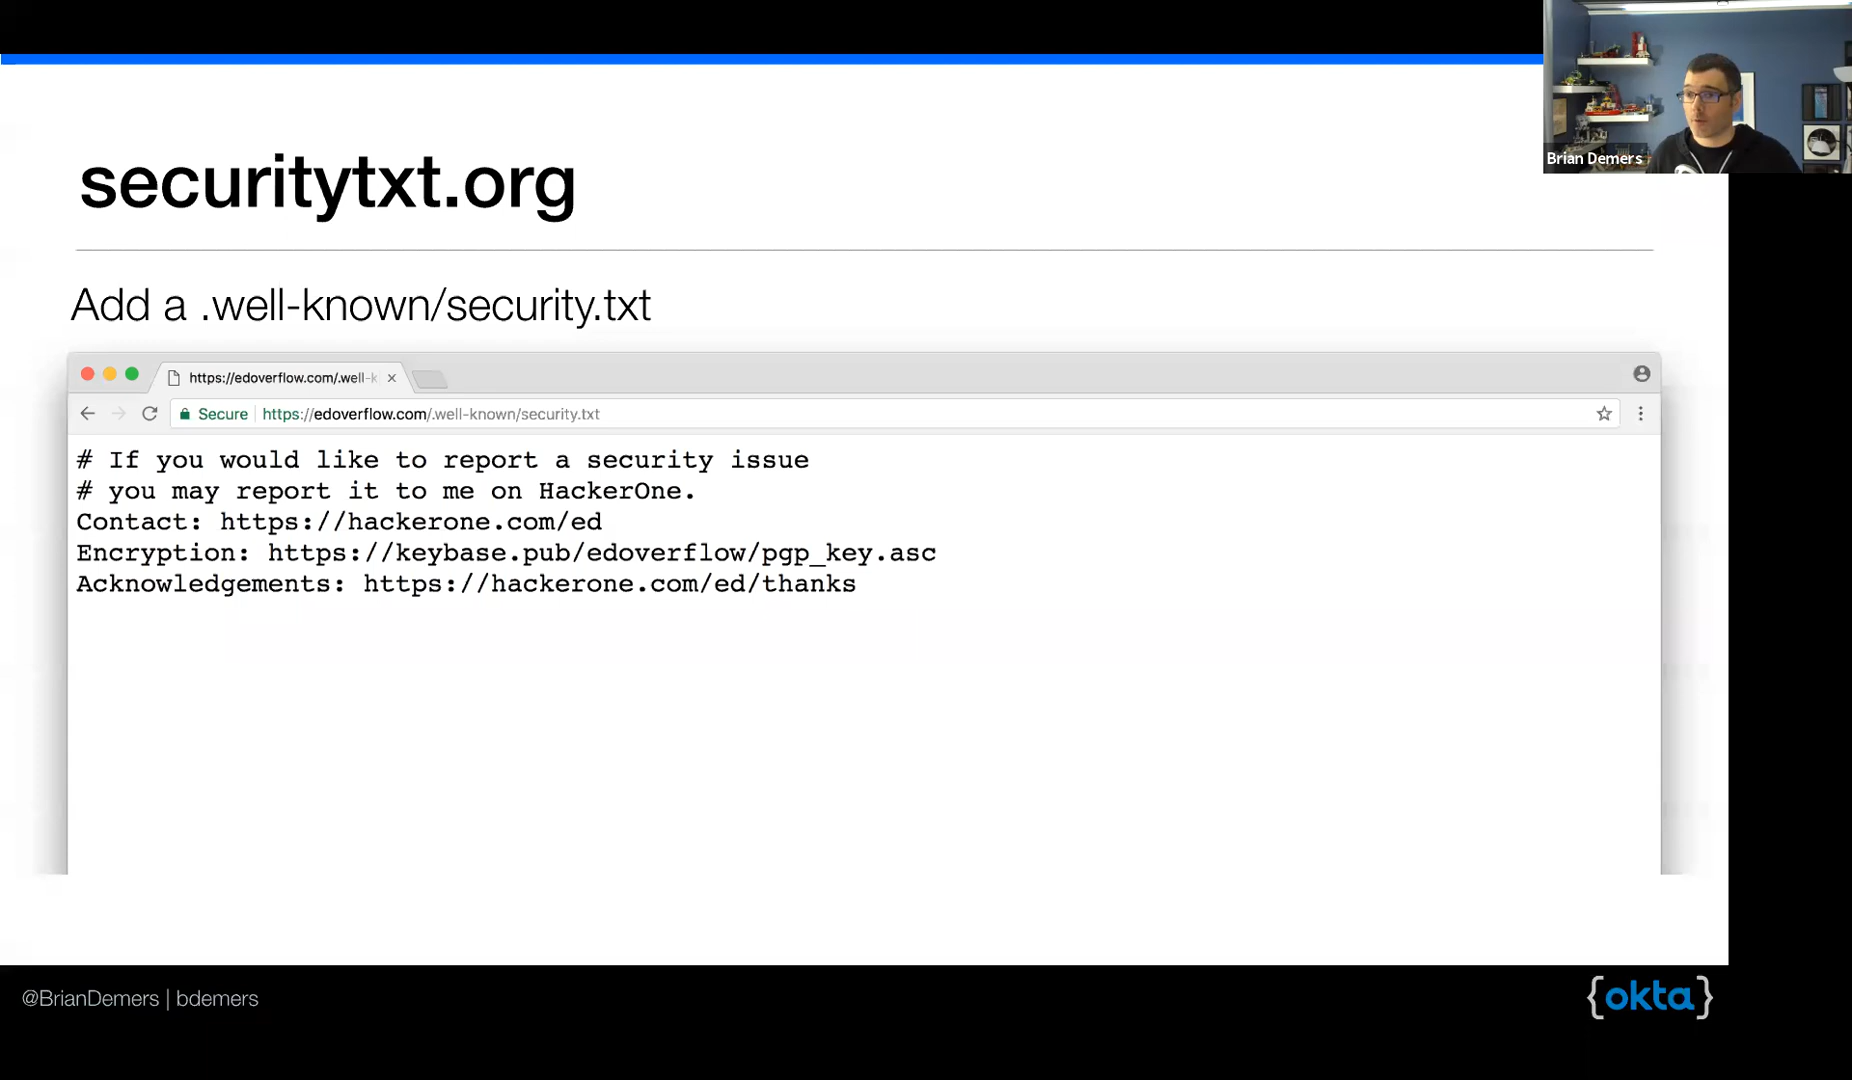 Brian Demers
securitytxt.org
Add a .well-known/security.txt
https://edoverflow.com/.well-k
Secure https://edoverflow.com/.well-known/security.txt
# If you would like to report a security issue
# you may report it to me on HackerOne.
Contact: https://hackerone.com/ed
Encryption: https://keybase.pub/edoverflow/pgp_key.asc
Acknowledgements: https://hackerone.com/ed/thanks
@BrianDemers | bdemers
{okta}